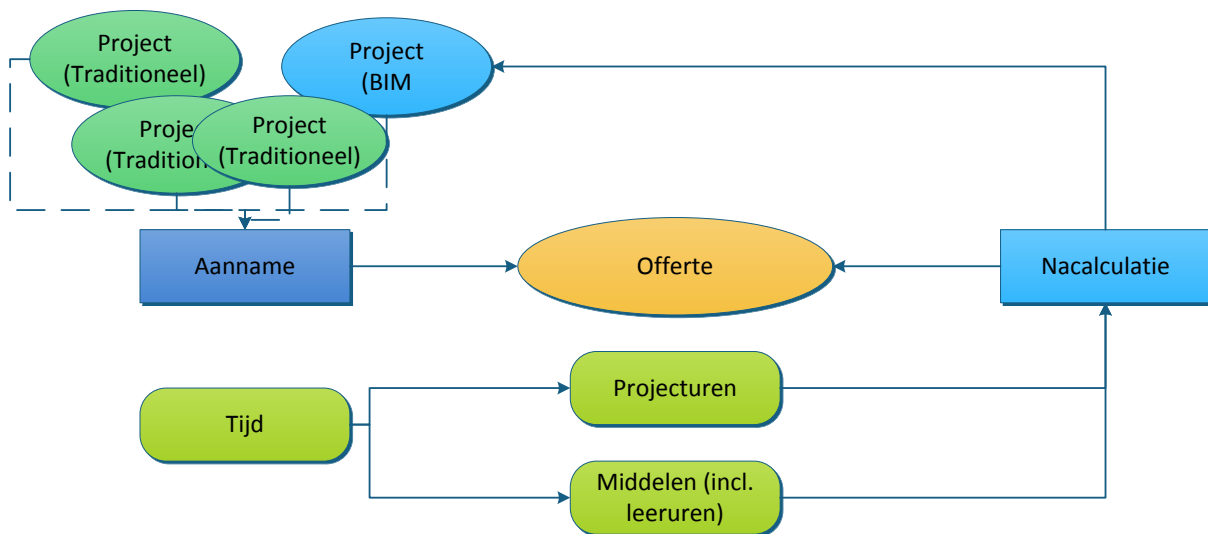 Project
(Traditioneel)
Project
(BIM
Proje
(Tradition
Project
(Traditioneel)
Aanname
Offerte
Nacalculatie
Projecturen
Tijd
Middelen (incl.
leeruren)